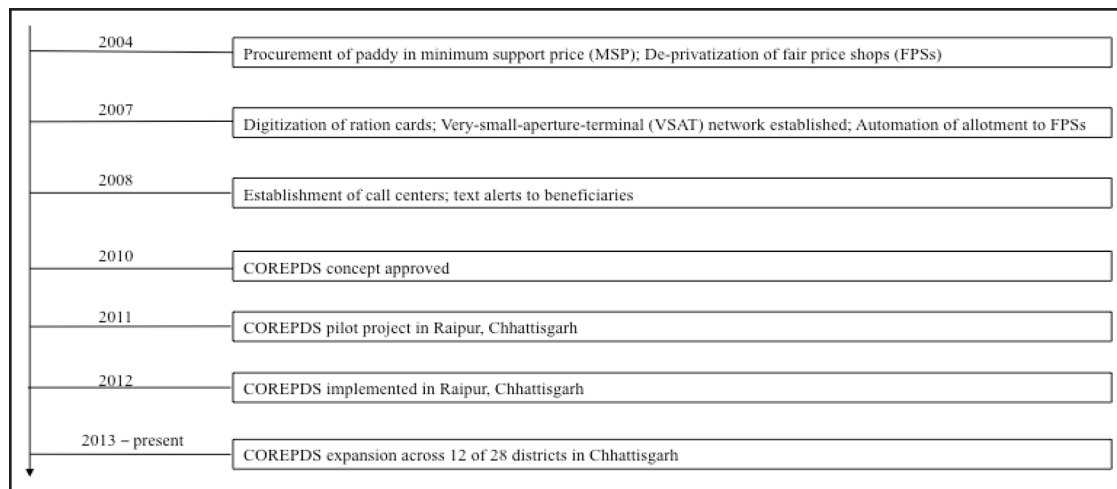 2004
Procurement of paddy in minimum support price (MSP); De-privatization of fair price shops (FPSs)
2007
Digitization of ration cards; Very-small-aperture-terminal (VSAT) network established; Automation of allotment to FPSs
2008
Establishment of call centers; text alerts to beneficiaries
2010
COREPDS concept approved
2011
COREPDS pilot project in Raipur, Chhattisgarh
2012
COREPDS implemented in Raipur, Chhattisgarh
2013 – present
COREPDS expansion across 12 of 28 districts in Chhattisgarh